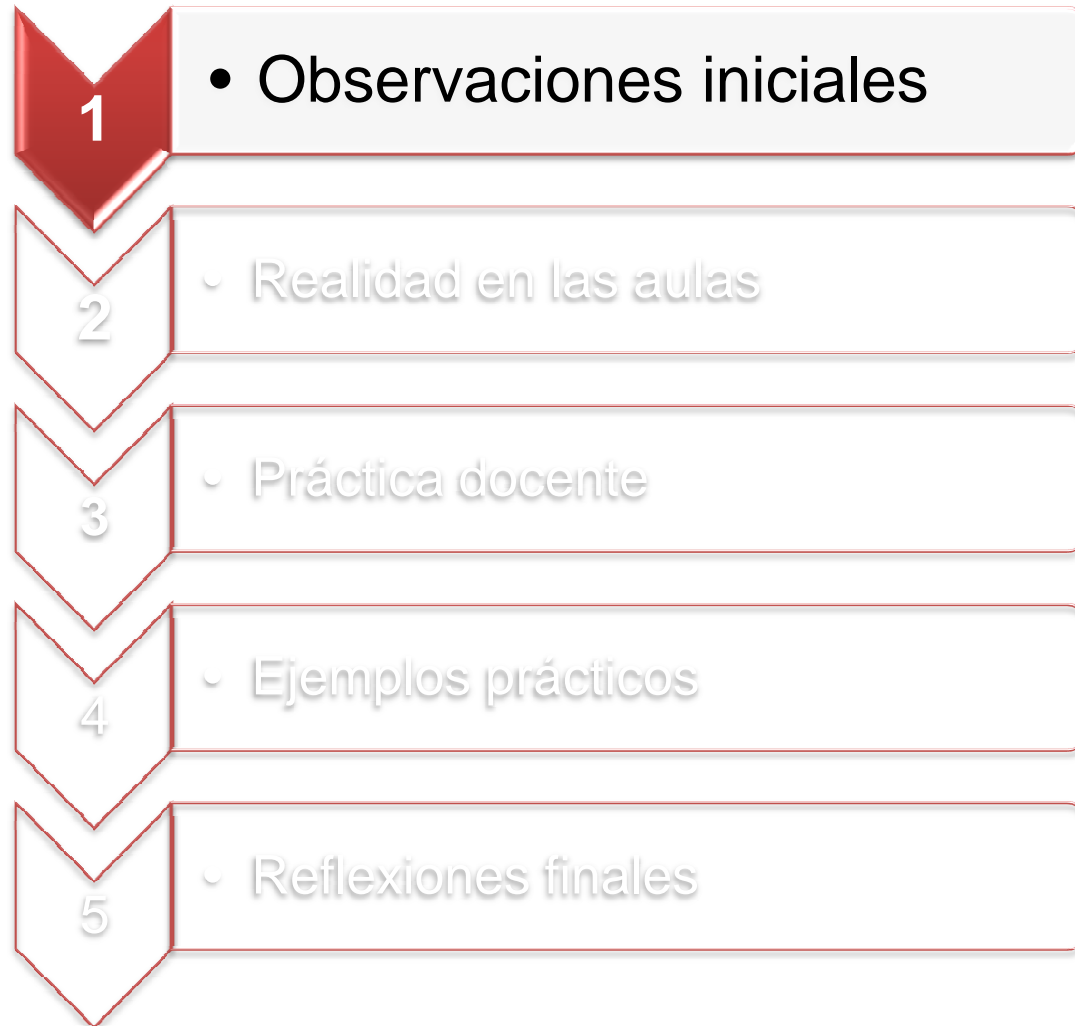 1
• Observaciones iniciales
2
• Realidad en las aulas
3
• Práctica docente
4
• Ejemplos prácticos
5
• Reflexiones finales